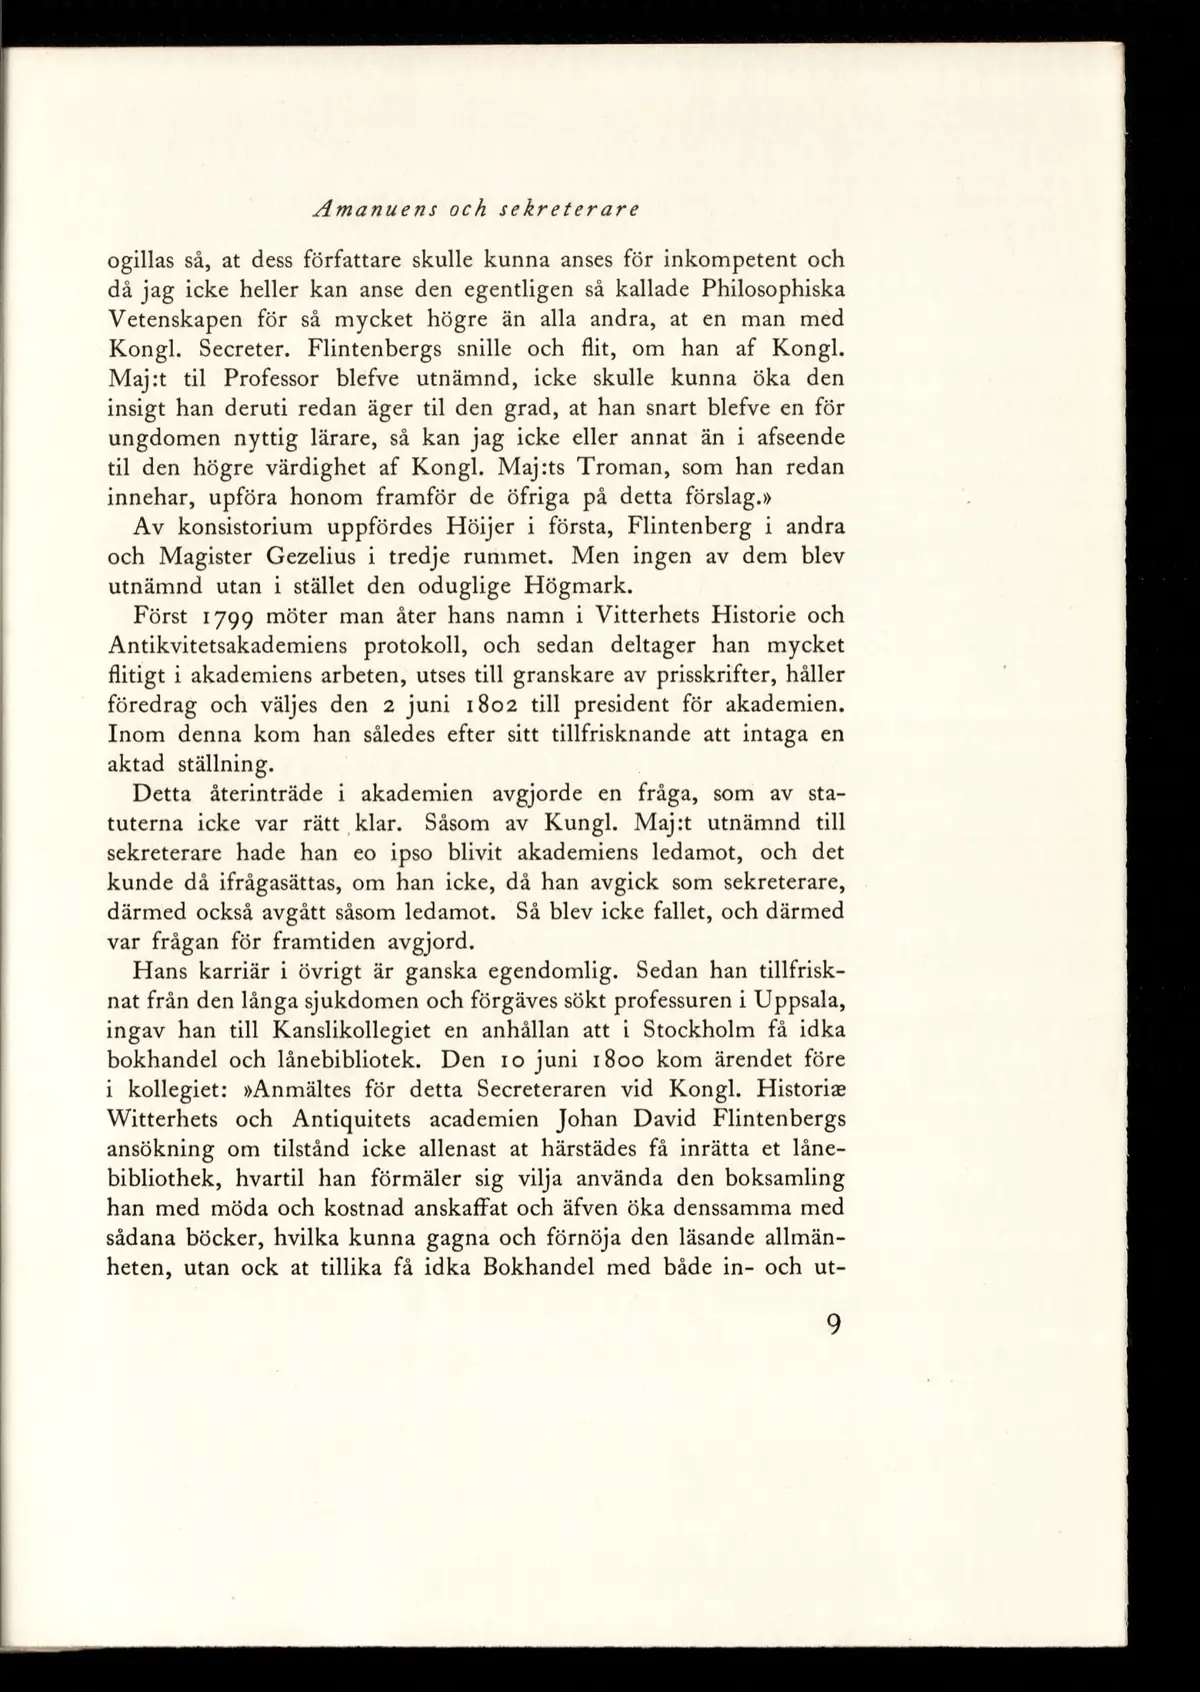 Amanuens och sekreterare
ogillas så, at dess författare skulle kunna anses för inkompetent och
då jag icke heller kan anse den egentligen så kallade Philosophiska
Vetenskapen för så mycket högre än alla andra, at en man med
Kongl. Secreter. Flintenbergs snille och flit, om han af Kongl.
Maj:t til Professor blefve utnämnd, icke skulle kunna öka den
insigt han deruti redan äger til den grad, at han snart blefve en för
ungdomen nyttig lärare, så kan jag icke eller annat än i afseende
til den högre värdighet af Kongl. Maj:ts Troman, som han redan
innehar, upföra honom framför de öfriga på detta förslag.»
Av konsistorium uppfördes Höijer i första, Flintenberg i andra
och Magister Gezelius i tredje rummet. Men ingen av dem blev
utnämnd utan i stället den oduglige Högmark.
Först 1799 möter man åter hans namn i Vitterhets Historie och
Antikvitetsakademiens protokoll, och sedan deltager han mycket
flitigt i akademiens arbeten, utses till granskare av prisskrifter, håller
föredrag och väljes den 2 juni 1802 till president för akademien.
Inom denna kom han således efter sitt tillfrisknande att intaga en
aktad ställning.
Detta återinträde i akademien avgjorde en fråga, som av sta-
tuterna icke var rätt klar. Såsom av Kungl. Maj:t utnämnd till
sekreterare hade han eo ipso blivit akademiens ledamot, och det
kunde då ifrågasättas, om han icke, då han avgick som sekreterare,
därmed också avgått såsom ledamot. Så blev icke fallet, och därmed
var frågan för framtiden avgjord.
Hans karriär i övrigt är ganska egendomlig. Sedan han tillfrisk-
nat från den långa sjukdomen och förgäves sökt professuren i Uppsala,
ingav han till Kanslikollegiet en anhållan att i Stockholm få idka
bokhandel och lånebibliotek. Den 10 juni 1800 kom ärendet före
i kollegiet: »Anmältes för detta Secreteraren vid Kongl. Historiæ
Witterhets och Antiquitets academien Johan David Flintenbergs
ansökning om tilstånd icke allenast at härstädes få inrätta et låne-
bibliothek, hvartil han förmäler sig vilja använda den boksamling
han med möda och kostnad anskaffat och äfven öka denssamma med
sådana böcker, hvilka kunna gagna och förnöja den läsande allmän-
heten, utan ock at tillika få idka Bokhandel med både in- och ut-
9